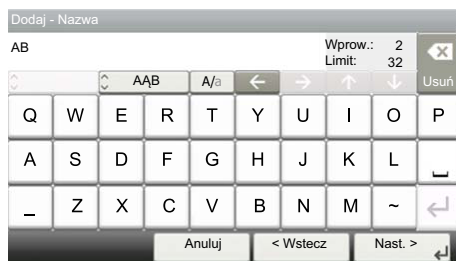 Dodaj - Nazwa
AB
Wprow.: 2
Limit: 32
AĄB A/a Usuń
Q W E R T Y U I O P
A S D F G H J K L
_ Z X C V B N M ~
Anuluj < Wstecz Nast. >